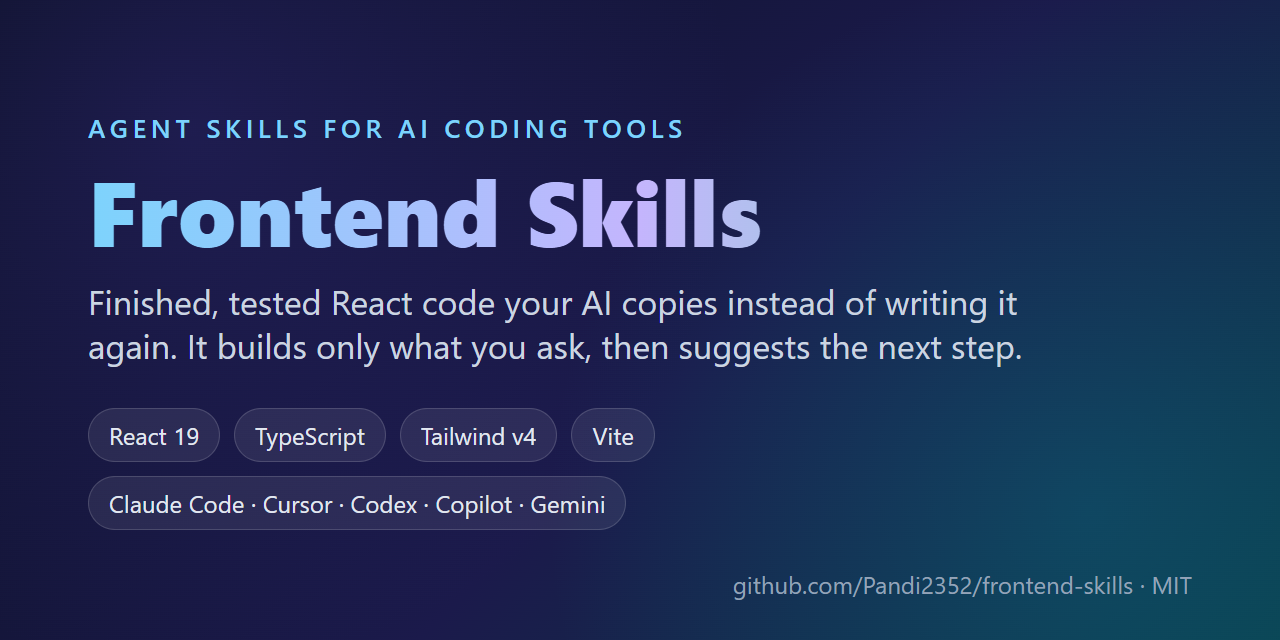 AGENT SKILLS FOR AI CODING TOOLS
Frontend Skills
Finished, tested React code your AI copies instead of writing it
again. It builds only what you ask, then suggests the next step.
React 19
TypeScript
Tailwind v4
Vite
Claude Code · Cursor · Codex · Copilot · Gemini
github.com/Pandi2352/frontend-skills · MIT